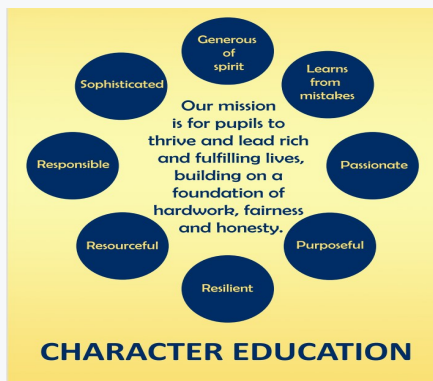 Generous
of
spirit
Learns
from
mistakes
Sophisticated
Our mission
is for pupils to
thrive and lead rich
and fulfilling lives,
building on a
foundation of
hardwork, fairness
and honesty.
Responsible
Passionate
Resourceful
Purposeful
Resilient
CHARACTER EDUCATION